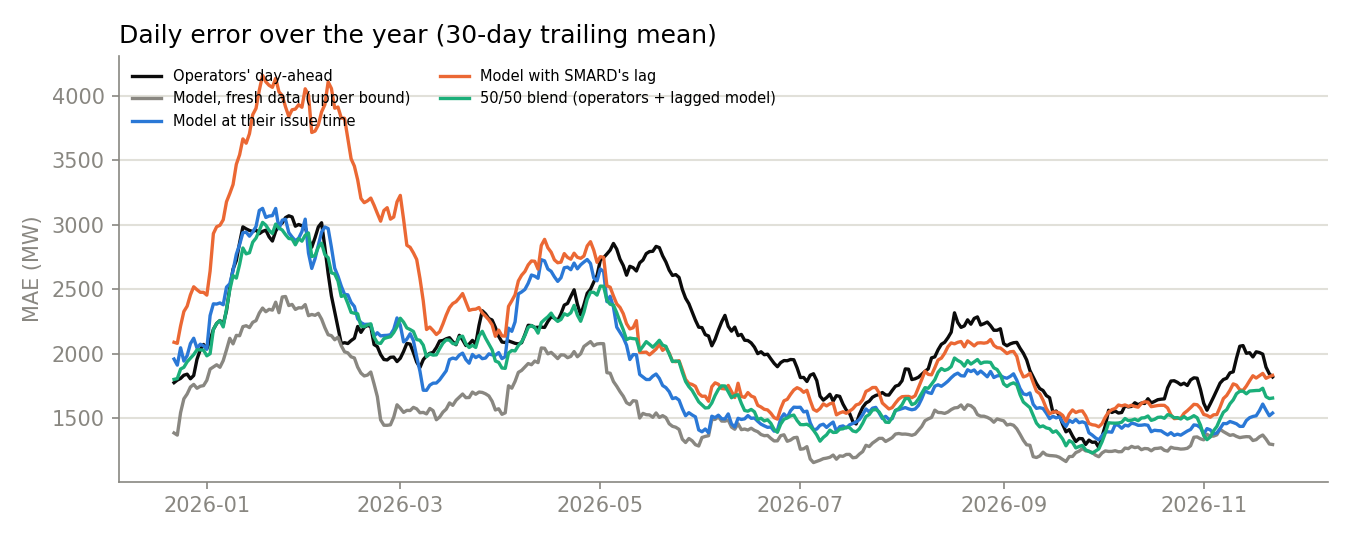 Daily error over the year (30-day trailing mean)
Operators' day-ahead
Model, fresh data (upper bound)
Model at their issue time
Model with SMARD's lag
50/50 blend (operators + lagged model)
MAE (MW)
4000
3500
3000
2500
2000
1500
2026-01
2026-03
2026-05
2026-07
2026-09
2026-11